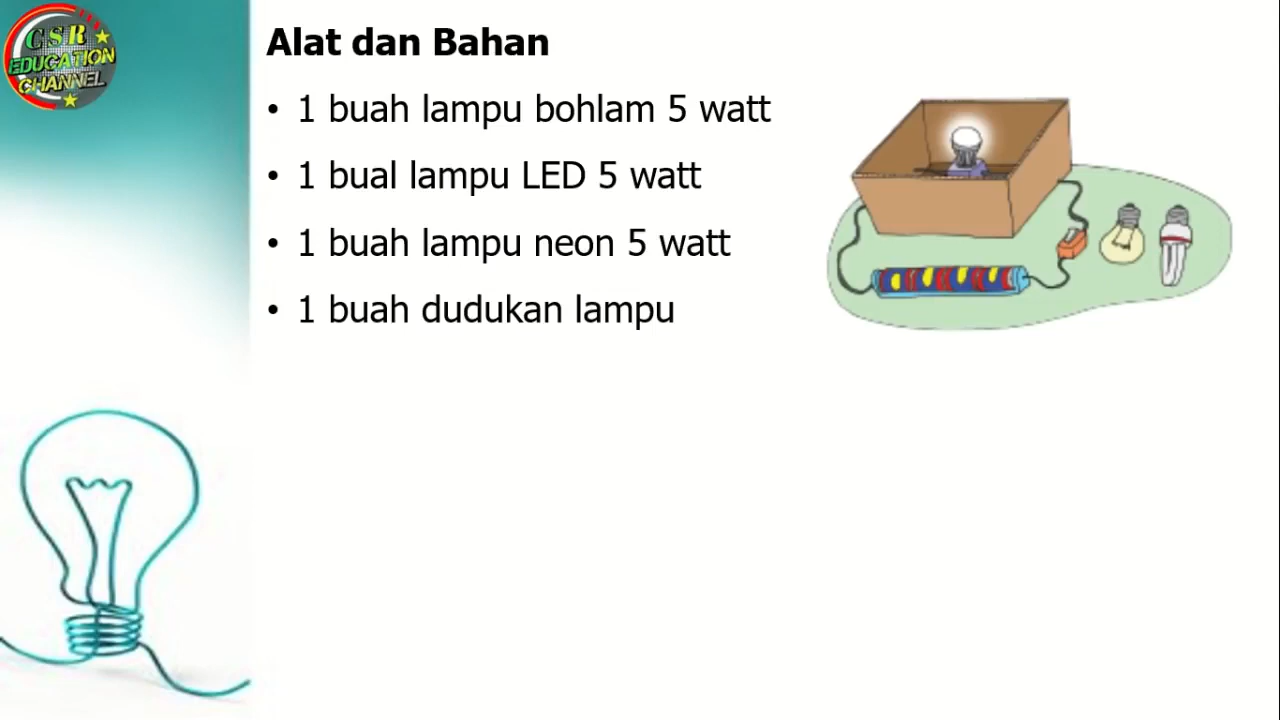 CSR
EDUCATION
CHANNEL
Alat dan Bahan
• 1 buah lampu bohlam 5 watt
• 1 bual lampu LED 5 watt
• 1 buah lampu neon 5 watt
• 1 buah dudukan lampu